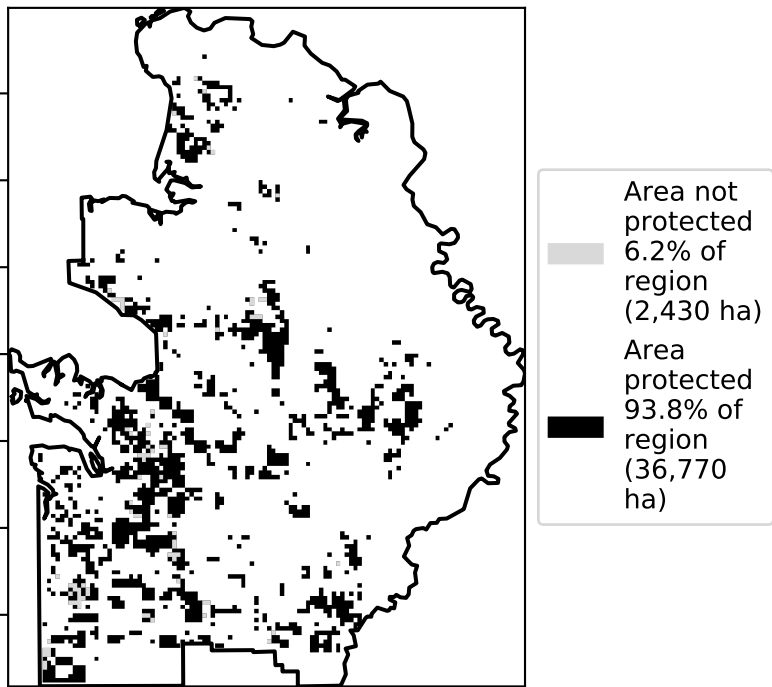 Area not
protected
6.2% of
region
(2,430 ha)
Area
protected
93.8% of
region
(36,770
ha)